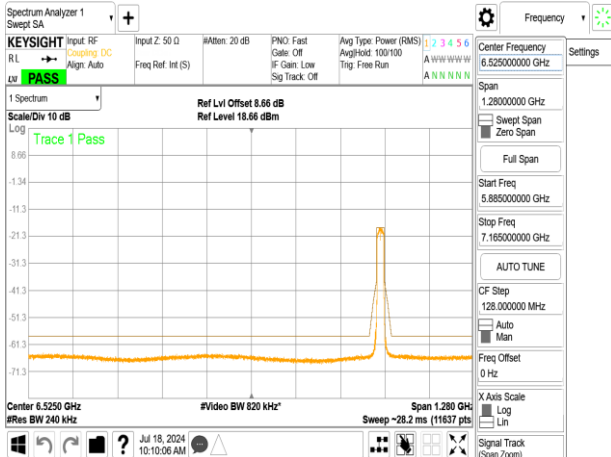 Spectrum Analyzer 1
Swept SA
Frequency
KEYSIGHT
RL
PASS
Input: RF
Coupling: DC
Align: Auto
Input Z: 50 Ω
Freq Ref: Int (S)
#Atten: 20 dB
PNO: Fast
Gate: Off
IF Gain: Low
Sig Track: Off
Avg Type: Power (RMS)
Avg|Hold: 100/100
Trig: Free Run
1 2 3 4 5 6
A W W W W W
A N N N N N
1 Spectrum
Scale/Div 10 dB
Ref Lvl Offset 8.66 dB
Ref Level 18.66 dBm
Log
Trace 1 Pass
8.66
-1.34
-11.3
-21.3
-31.3
-41.3
-51.3
-61.3
-71.3
Center 6.5250 GHz
#Res BW 240 kHz
#Video BW 820 kHz*
Span 1.280 GHz
Sweep ~28.2 ms (11637 pts
Jul 18, 2024
10:10:06 AM
Center Frequency
6.525000000 GHz
Span
1.28000000 GHz
Swept Span
Zero Span
Full Span
Start Freq
5.885000000 GHz
Stop Freq
7.165000000 GHz
AUTO TUNE
CF Step
128.000000 MHz
Auto
Man
Freq Offset
0 Hz
X Axis Scale
Log
Lin
Signal Track
(Span Zoom)
Settings